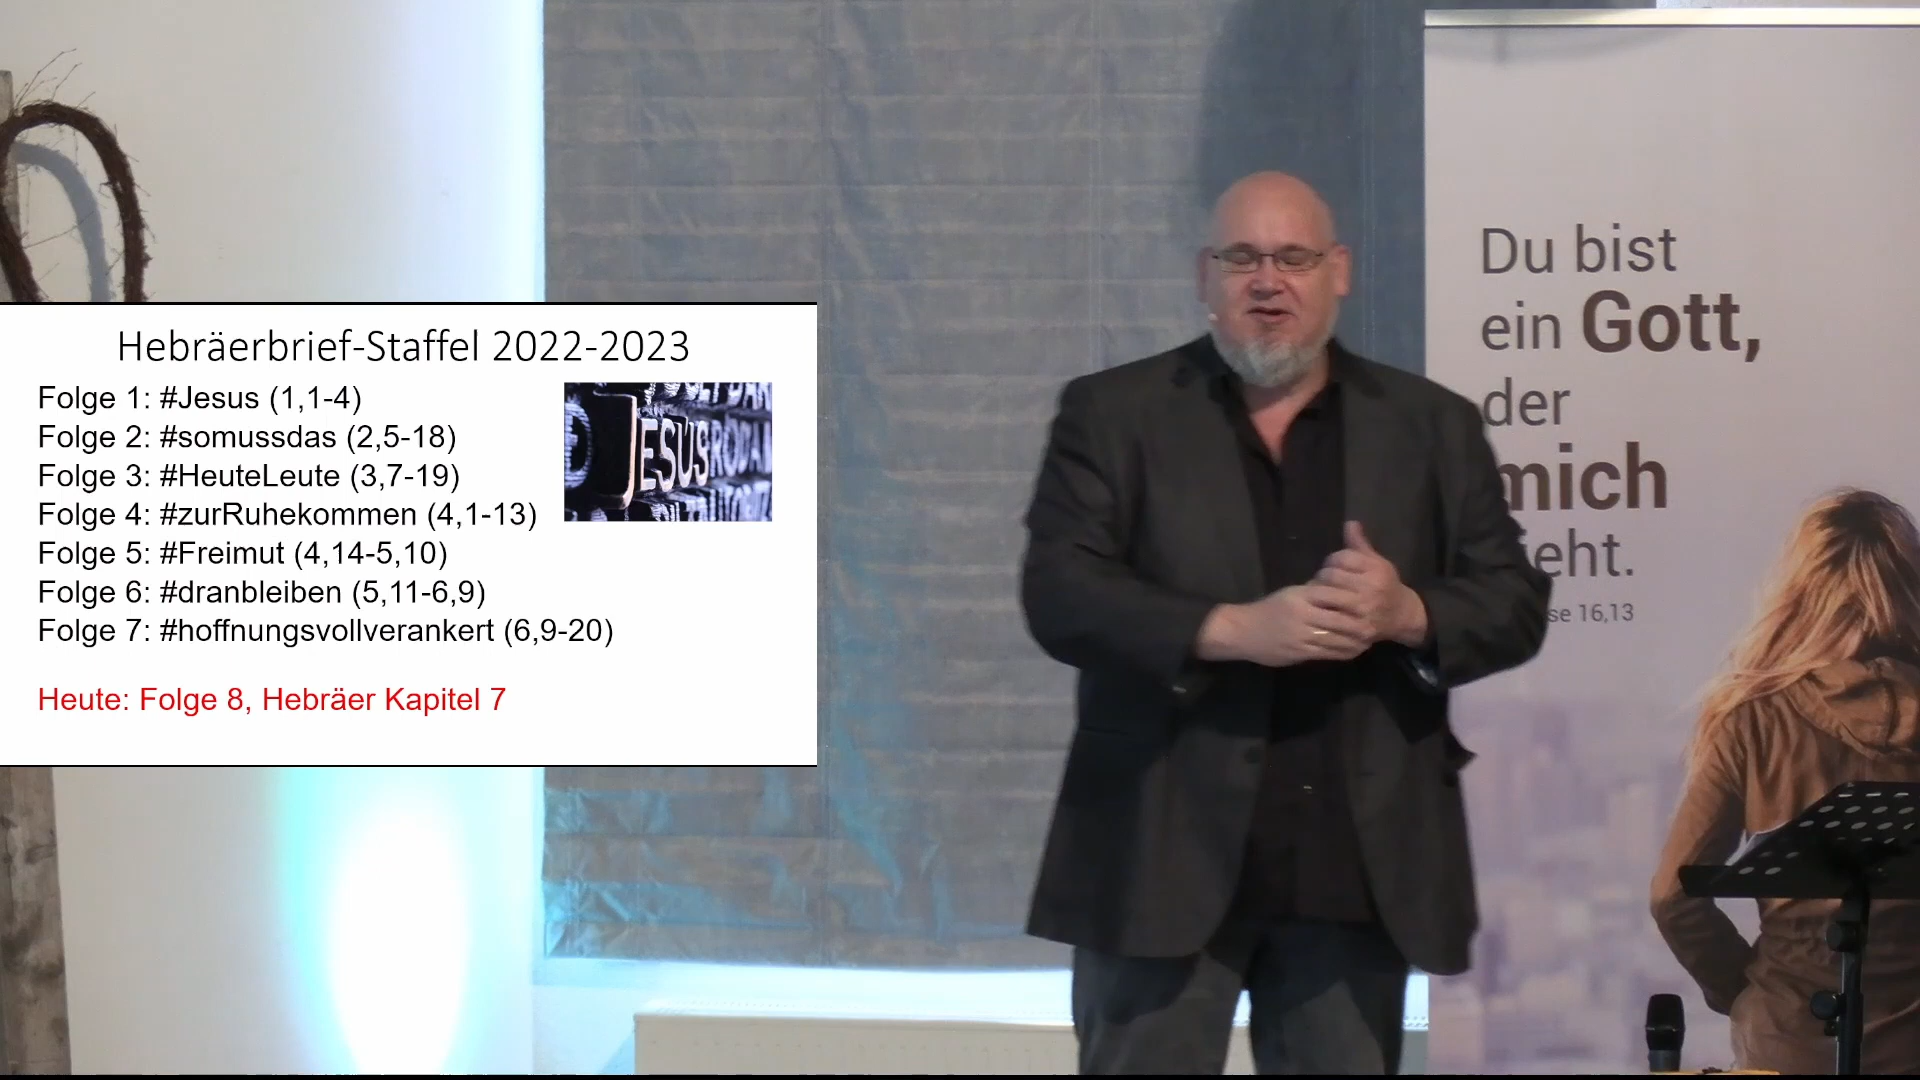 Hebräerbrief-Staffel 2022-2023
Folge 1: #Jesus (1,1-4)
Folge 2: #somussdas (2,5-18)
Folge 3: #HeuteLeute (3,7-19)
Folge 4: #zurRuhekommen (4,1-13)
Folge 5: #Freimut (4,14-5,10)
Folge 6: #dranbleiben (5,11-6,9)
Folge 7: #hoffnungsvollverankert (6,9-20)
Heute: Folge 8, Hebräer Kapitel 7
JESUS
Du bist
ein Gott,
der
mich
ieht.
se 16,13